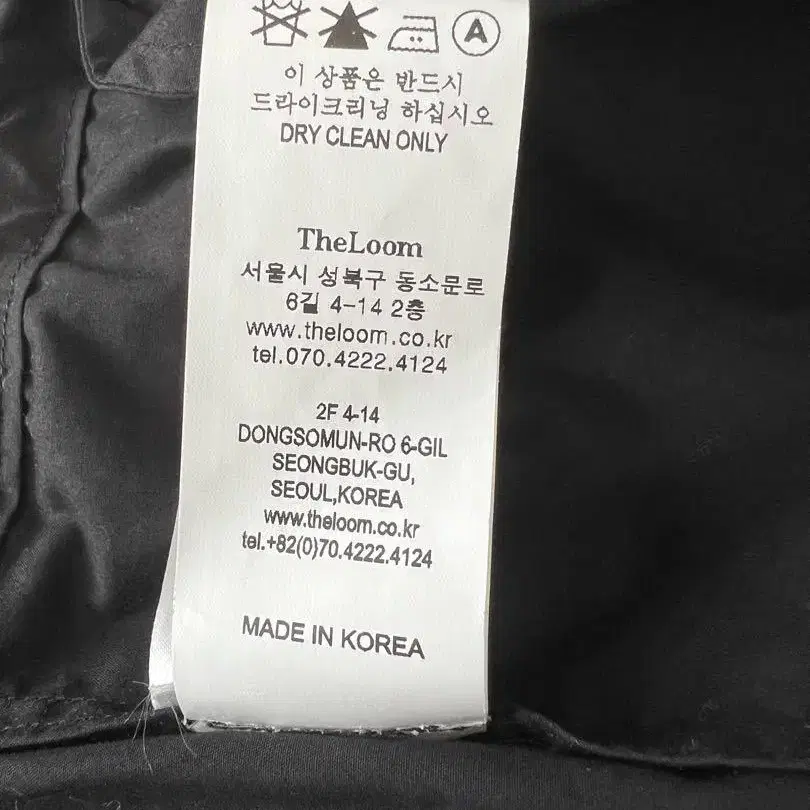 A
이 상품은 반드시
드라이크리닝 하십시오
DRY CLEAN ONLY
TheLoom
서울시 성북구 동소문로
6길 4-14 2층
www.theloom.co.kr
tel.070.4222.4124
2F 4-14
DONGSOMUN-RO 6-GIL
SEONGBUK-GU,
SEOUL,KOREA
www.theloom.co.kr
tel.+82(0)70.4222.4124
MADE IN KOREA